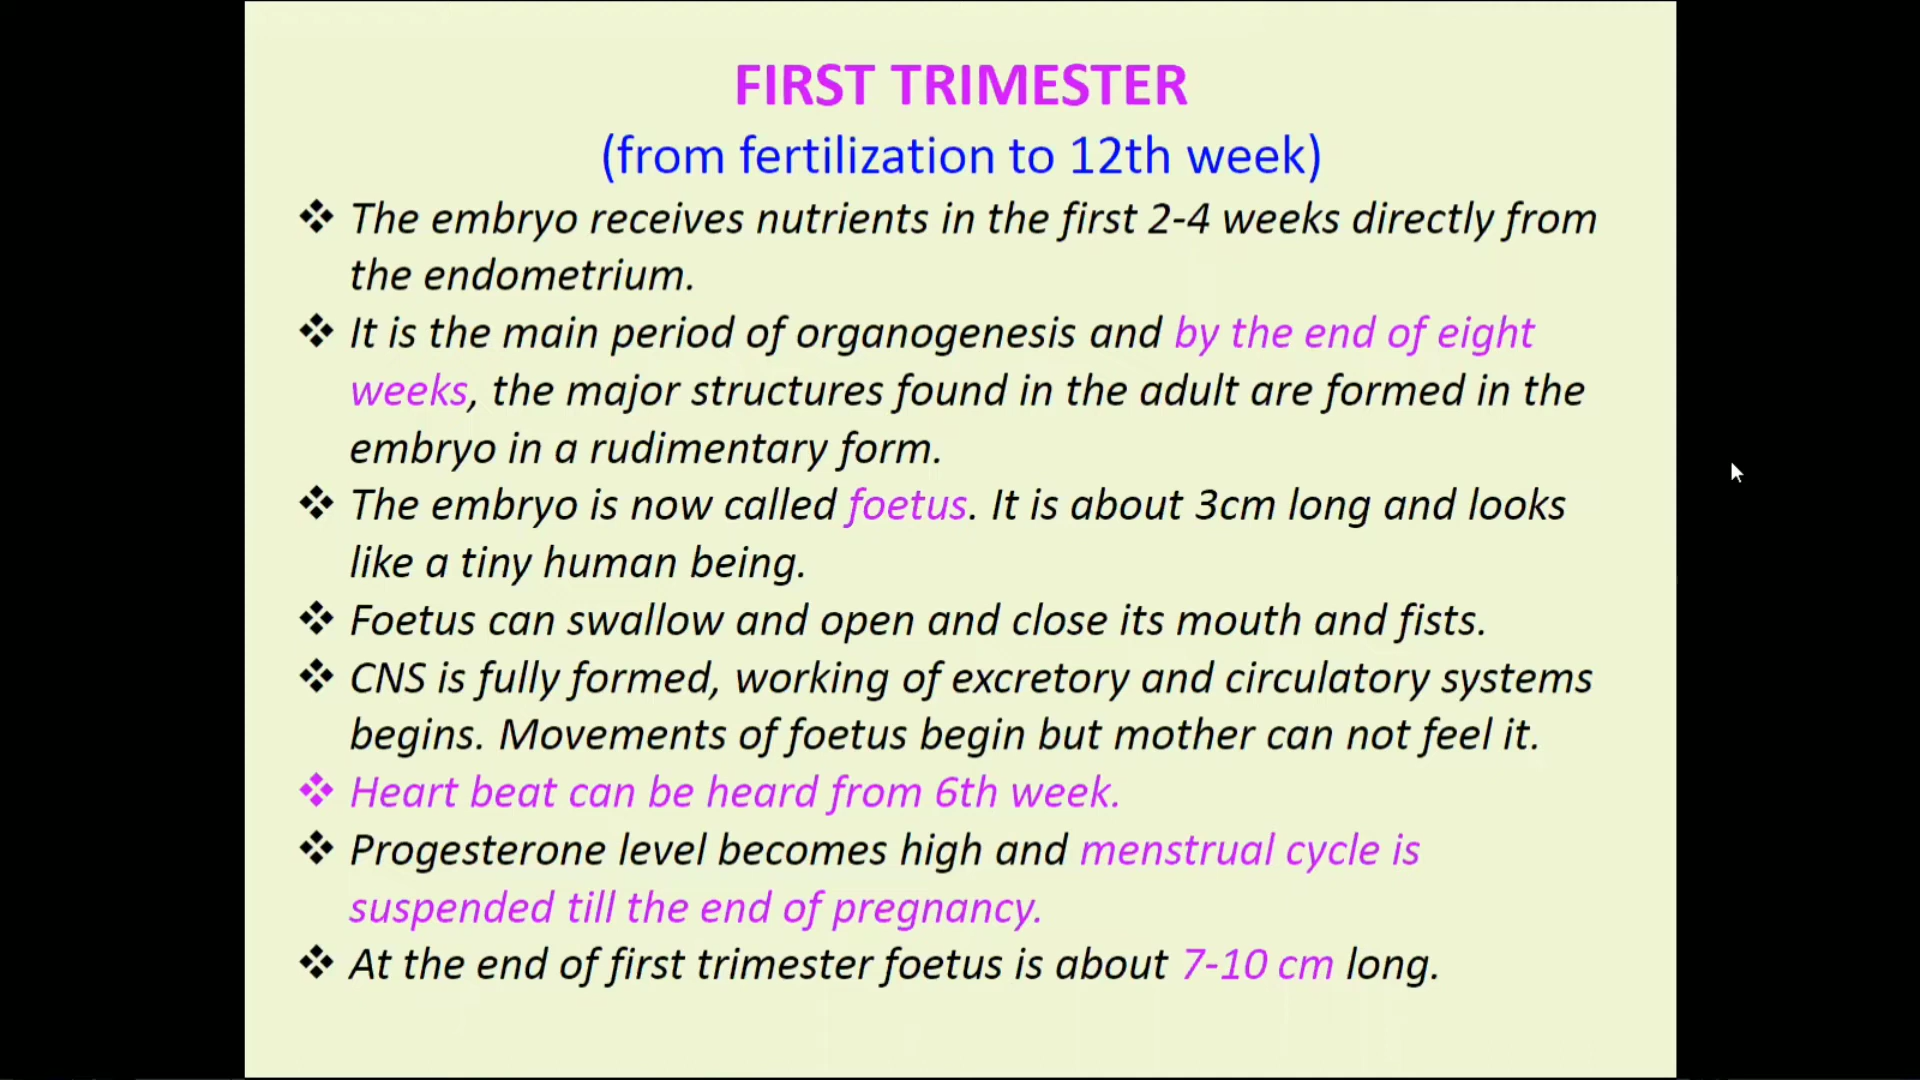 FIRST TRIMESTER
(from fertilization to 12th week)
❖ The embryo receives nutrients in the first 2-4 weeks directly from
the endometrium.
❖ It is the main period of organogenesis and by the end of eight
weeks, the major structures found in the adult are formed in the
embryo in a rudimentary form.
❖ The embryo is now called foetus. It is about 3cm long and looks
like a tiny human being.
❖ Foetus can swallow and open and close its mouth and fists.
❖ CNS is fully formed, working of excretory and circulatory systems
begins. Movements of foetus begin but mother can not feel it.
❖ Heart beat can be heard from 6th week.
❖ Progesterone level becomes high and menstrual cycle is
suspended till the end of pregnancy.
❖ At the end of first trimester foetus is about 7-10 cm long.